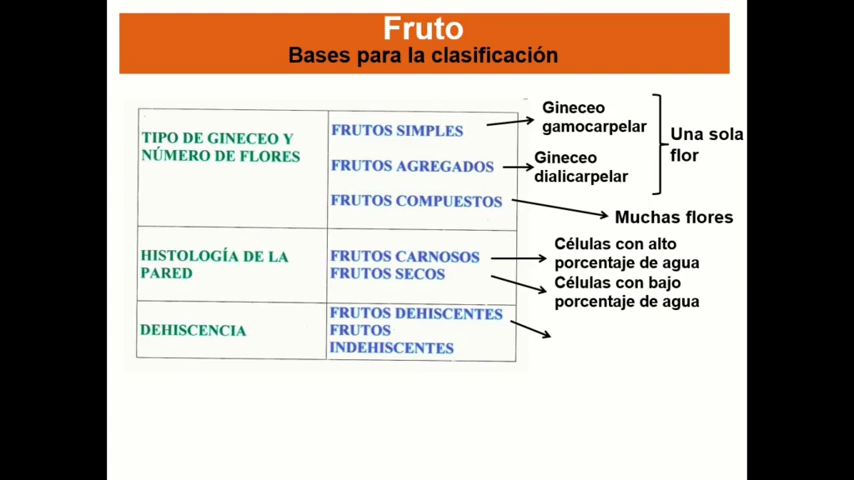 Fruto
Bases para la clasificación
TIPO DE GINECEO Y
NÚMERO DE FLORES
FRUTOS SIMPLES
FRUTOS AGREGADOS
FRUTOS COMPUESTOS
Gineceo
gamocarpelar
Gineceo
dialicarpelar
Una sola
flor
Muchas flores
HISTOLOGÍA DE LA
PARED
FRUTOS CARNOSOS
FRUTOS SECOS
Células con alto
porcentaje de agua
Células con bajo
porcentaje de agua
DEHISCENCIA
FRUTOS DEHISCENTES
FRUTOS
INDEHISCENTES